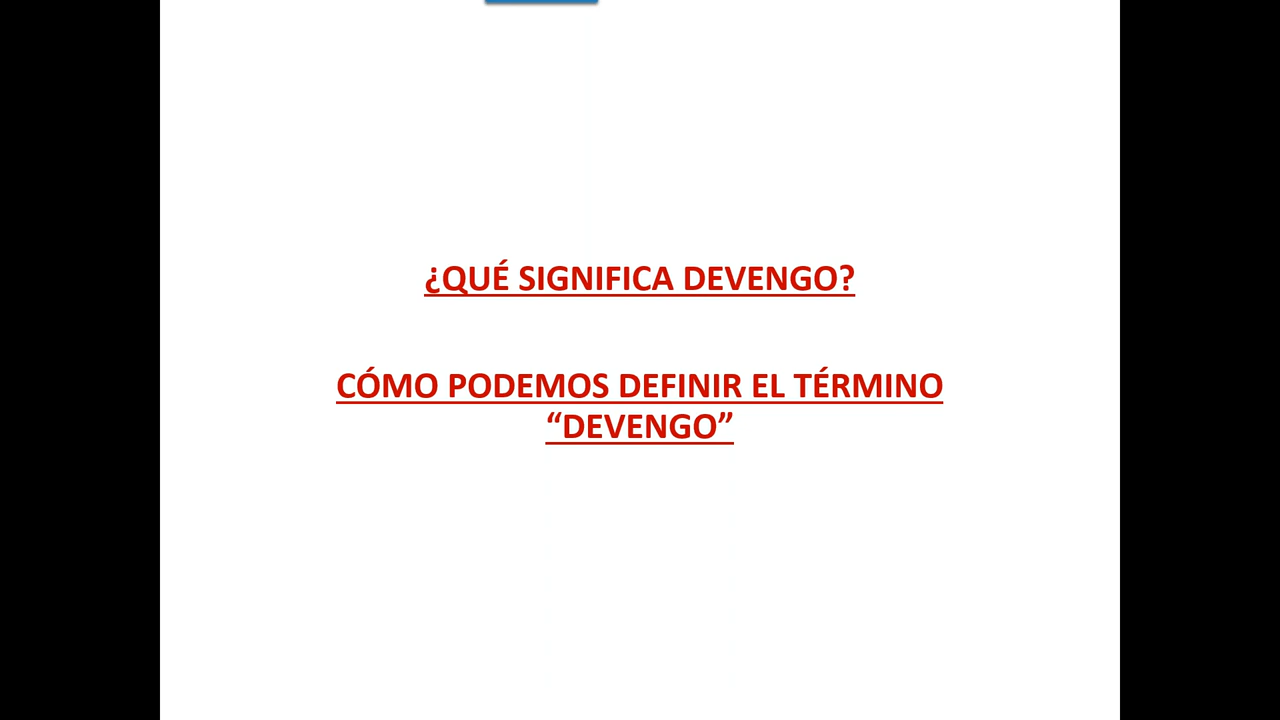 ¿QUÉ SIGNIFICA DEVENGO?
CÓMO PODEMOS DEFINIR EL TÉRMINO
“DEVENGO”